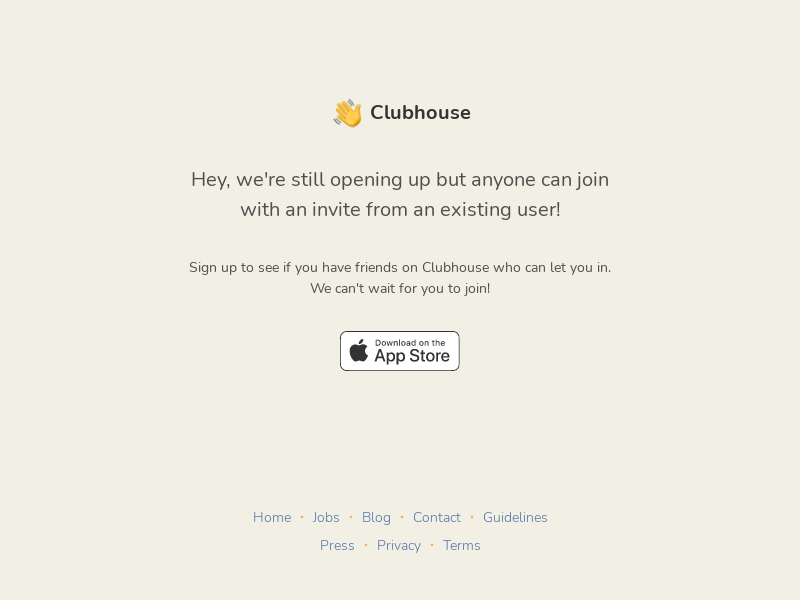 Clubhouse
Hey, we're still opening up but anyone can join
with an invite from an existing user!
Sign up to see if you have friends on Clubhouse who can let you in.
We can't wait for you to join!
Download on the
App Store
Home · Jobs · Blog · Contact · Guidelines
Press · Privacy · Terms